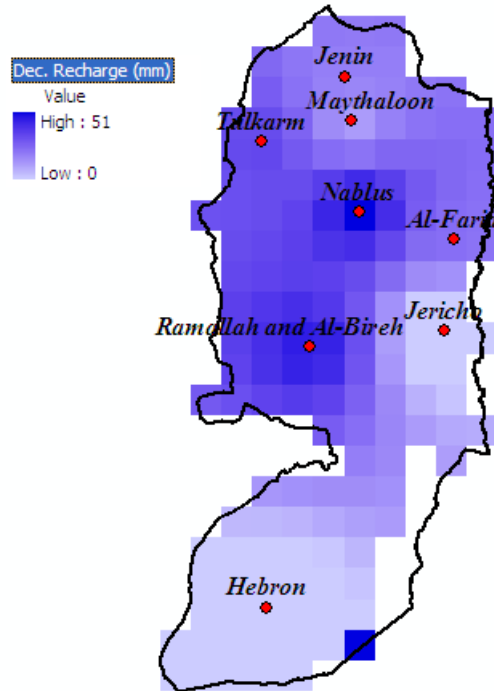 Dec. Recharge (mm)
Value
High : 51
Low : 0
Jenin
Maythaloon
Tulkarm
Nablus
Al-Faria
Jericho
Ramallah and Al-Bireh
Hebron